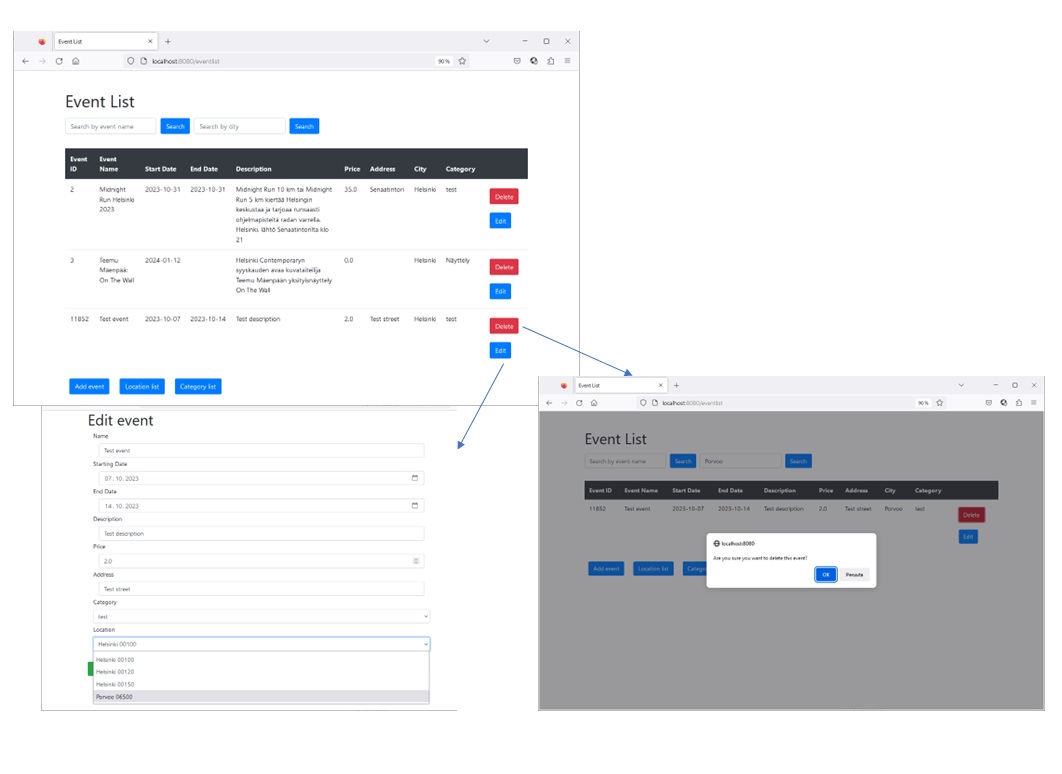 Event List
localhost:8080/eventlist
90%
Event List
Search by event name Search Search by city Search
Event ID Event Name Start Date End Date Description Price Address City Category
2 Midnight 2023-10-31 2023-10-31 Midnight Run 10 km tai Midnight 35.0 Senaatintori Helsinki test
Run Helsinki Run 5 km kiertää Helsingin Delete
2023 keskustaa ja tarjoaa runsaasti
ohjelmapisteitä radan varrella. Edit
Helsinki, lähtö Senaatintorilta klo
21
3 Teemu 2024-01-12 Helsinki Contemporaryn 0.0 Helsinki Näyttely
Mäenpää: syyskauden avaa kuvataiteilija Delete
On The Wall Teemu Mäenpään yksityisnäyttely
On The Wall Edit
11852 Test event 2023-10-07 2023-10-14 Test description 2.0 Test street Helsinki test
Delete
Edit
Add event Location list Category list
Edit event
Name
Test event
Starting Date
07.10.2023
End Date
14.10.2023
Description
Test description
Price
2.0
Address
Test street
Category
test
Location
Helsinki 00100
Helsinki 00100
Helsinki 00120
Helsinki 00150
Porvoo 06500
Event List
localhost:8080/eventlist
90%
Event List
Search by event name Search Porvoo Search
Event ID Event Name Start Date End Date Description Price Address City Category
11852 Test event 2023-10-07 2023-10-14 Test description 2.0 Test street Porvoo test
Delete
Edit
localhost:8080
Are you sure you want to delete this event?
OK Peruuta
Add event Location list Catego